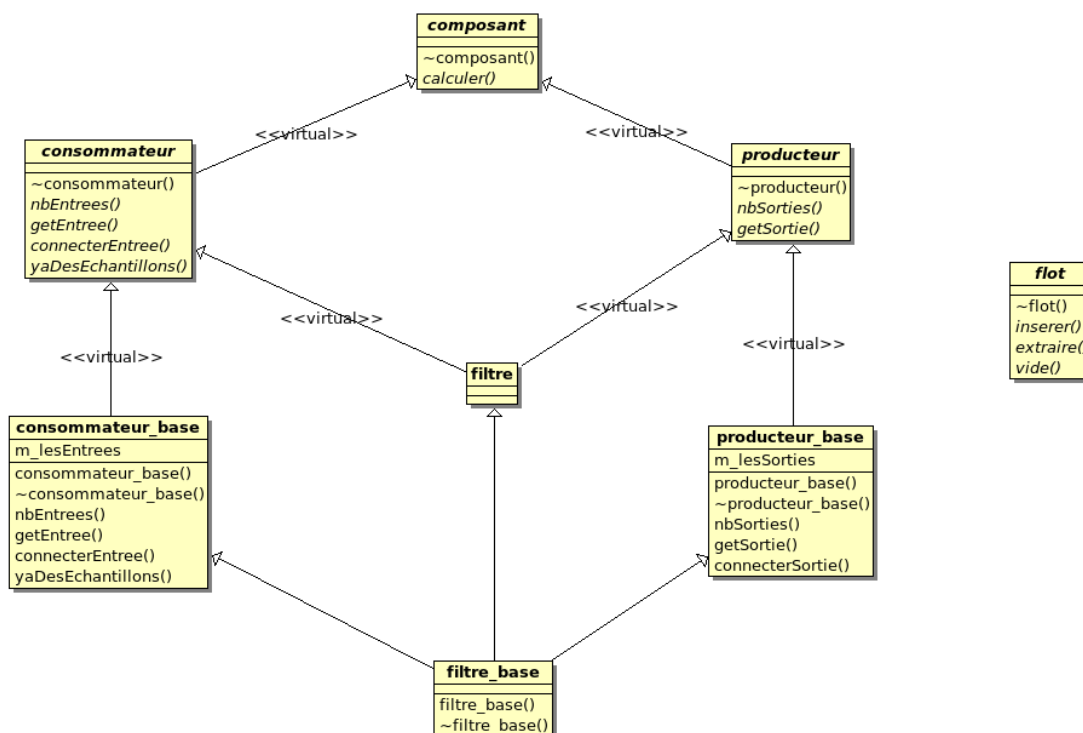 composant
~composant()
calculer()
<<virtual>>
<<virtual>>
consommateur
~consommateur()
nbEntrees()
getEntree()
connecterEntree()
yaDesEchantillons()
producteur
~producteur()
nbSorties()
getSortie()
flot
~flot()
inserer()
extraire()
vide()
<<virtual>>
<<virtual>>
<<virtual>>
<<virtual>>
filtre
consommateur_base
m_lesEntrees
consommateur_base()
~consommateur_base()
nbEntrees()
getEntree()
connecterEntree()
yaDesEchantillons()
producteur_base
m_lesSorties
producteur_base()
~producteur_base()
nbSorties()
getSortie()
connecterSortie()
filtre_base
filtre_base()
~filtre_base()